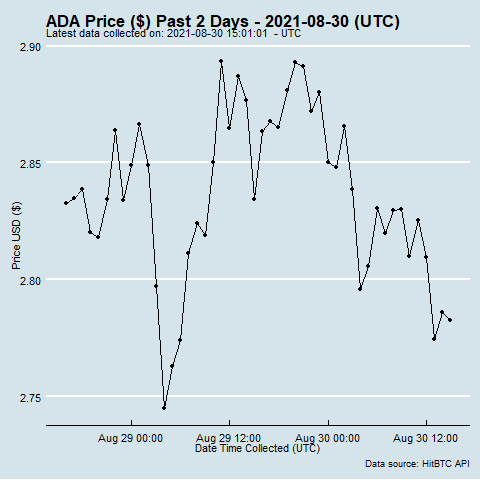 ADA Price ($) Past 2 Days - 2021-08-30 (UTC)
Latest data collected on: 2021-08-30 15:01:01  - UTC
2.90
2.85
2.80
2.75
Price USD ($)
Aug 29 00:00
Aug 29 12:00
Aug 30 00:00
Aug 30 12:00
Date Time Collected (UTC)
Data source: HitBTC API